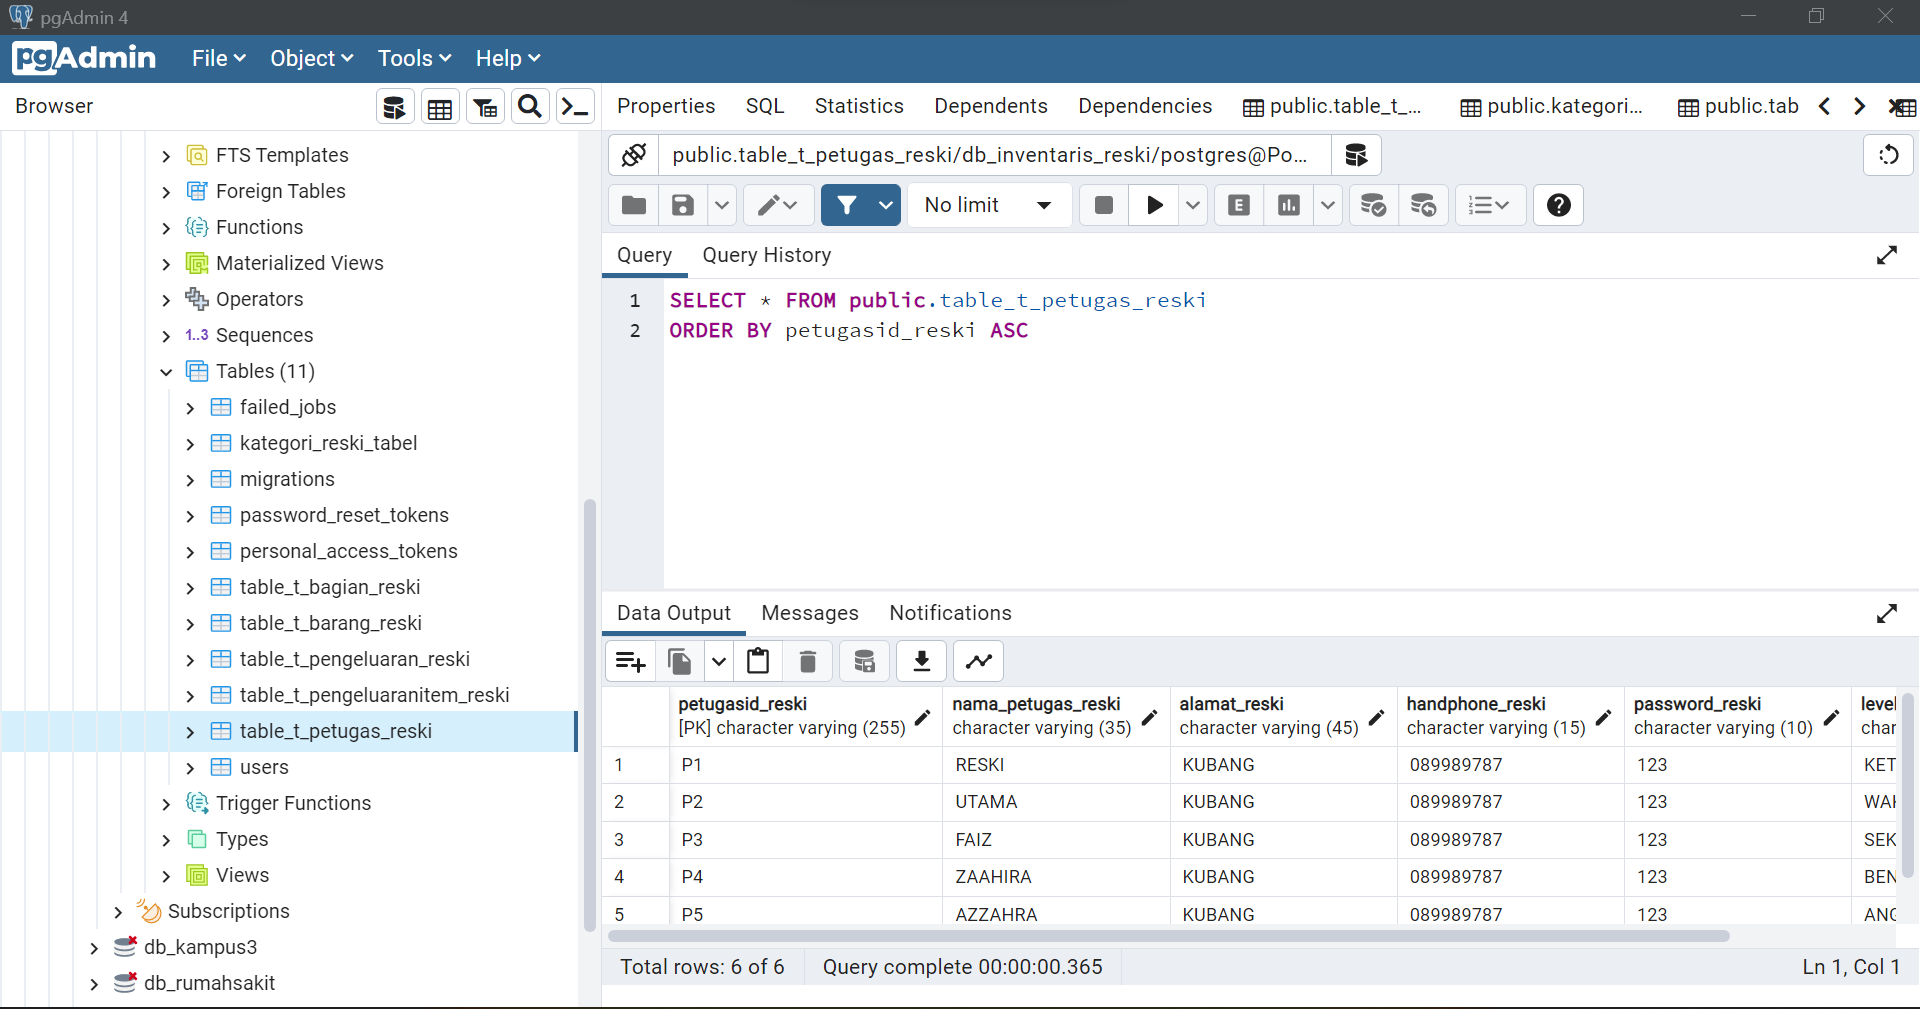 pgAdmin 4
pgAdmin File Object Tools Help
Browser
FTS Templates
Foreign Tables
Functions
Materialized Views
Operators
1..3 Sequences
Tables (11)
failed_jobs
kategori_reski_tabel
migrations
password_reset_tokens
personal_access_tokens
table_t_bagian_reski
table_t_barang_reski
table_t_pengeluaran_reski
table_t_pengeluaranitem_reski
table_t_petugas_reski
users
Trigger Functions
Types
Views
Subscriptions
db_kampus3
db_rumahsakit
Properties SQL Statistics Dependents Dependencies public.table_t_... public.kategori... public.tab
public.table_t_petugas_reski/db_inventaris_reski/postgres@Po...
No limit E
Query Query History
1 SELECT * FROM public.table_t_petugas_reski
2 ORDER BY petugasid_reski ASC
Data Output Messages Notifications
petugasid_reski nama_petugas_reski alamat_reski handphone_reski password_reski level
[PK] character varying (255) character varying (35) character varying (45) character varying (15) character varying (10) char
1 P1 RESKI KUBANG 089989787 123 KET
2 P2 UTAMA KUBANG 089989787 123 WAK
3 P3 FAIZ KUBANG 089989787 123 SEK
4 P4 ZAAHIRA KUBANG 089989787 123 BEN
5 P5 AZZAHRA KUBANG 089989787 123 ANG
Total rows: 6 of 6 Query complete 00:00:00.365 Ln 1, Col 1